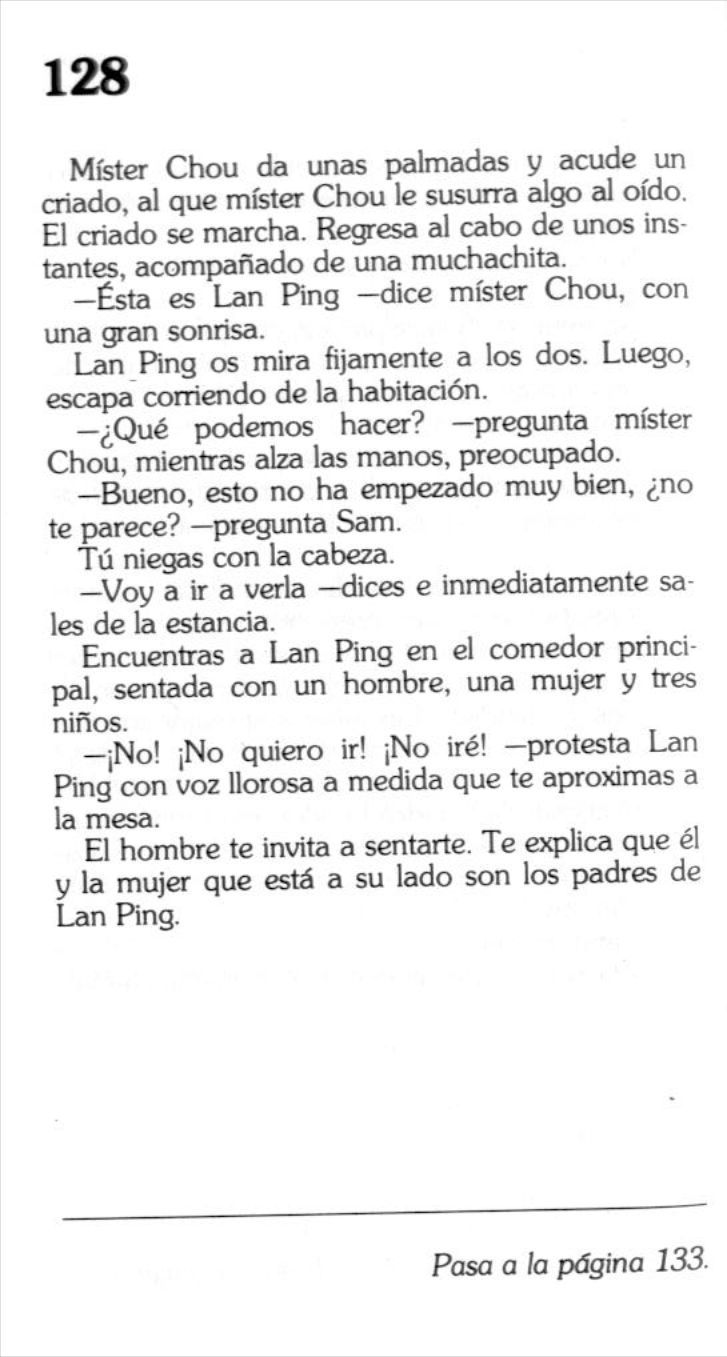 128
Míster Chou da unas palmadas y acude un
criado, al que míster Chou le susurra algo al oído.
El criado se marcha. Regresa al cabo de unos ins-
tantes, acompañado de una muchachita.
—Ésta es Lan Ping —dice míster Chou, con
una gran sonrisa.
Lan Ping os mira fijamente a los dos. Luego,
escapa corriendo de la habitación.
—¿Qué podemos hacer? —pregunta míster
Chou, mientras alza las manos, preocupado.
—Bueno, esto no ha empezado muy bien, ¿no
te parece? —pregunta Sam.
Tú niegas con la cabeza.
—Voy a ir a verla —dices e inmediatamente sa-
les de la estancia.
Encuentras a Lan Ping en el comedor princi-
pal, sentada con un hombre, una mujer y tres
niños.
—¡No! ¡No quiero ir! ¡No iré! —protesta Lan
Ping con voz llorosa a medida que te aproximas a
la mesa.
El hombre te invita a sentarte. Te explica que él
y la mujer que está a su lado son los padres de
Lan Ping.
Pasa a la página 133.